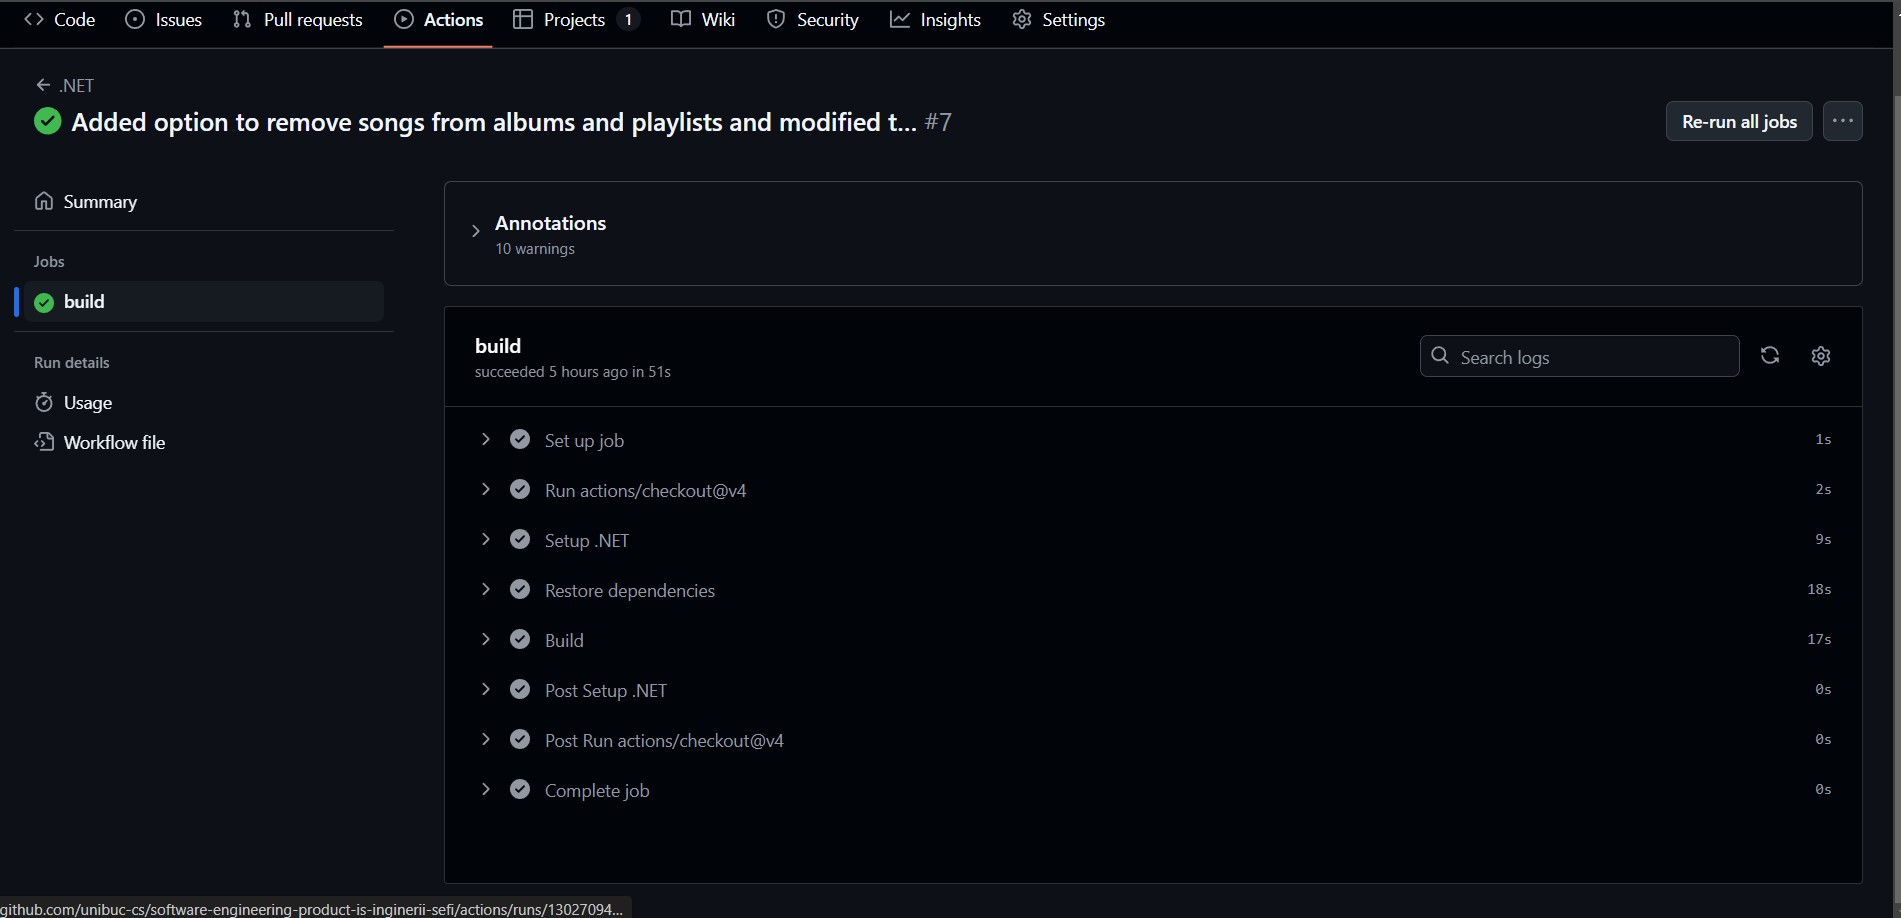 Code Issues Pull requests Actions Projects 1 Wiki Security Insights Settings
.NET
Added option to remove songs from albums and playlists and modified t... #7
Re-run all jobs
Summary
Jobs
build
Run details
Usage
Workflow file
Annotations
10 warnings
build
succeeded 5 hours ago in 51s
Search logs
Set up job 1s
Run actions/checkout@v4 2s
Setup .NET 9s
Restore dependencies 18s
Build 17s
Post Setup .NET 0s
Post Run actions/checkout@v4 0s
Complete job 0s
github.com/unibuc-cs/software-engineering-product-is-inginerii-sefi/actions/runs/13027094...